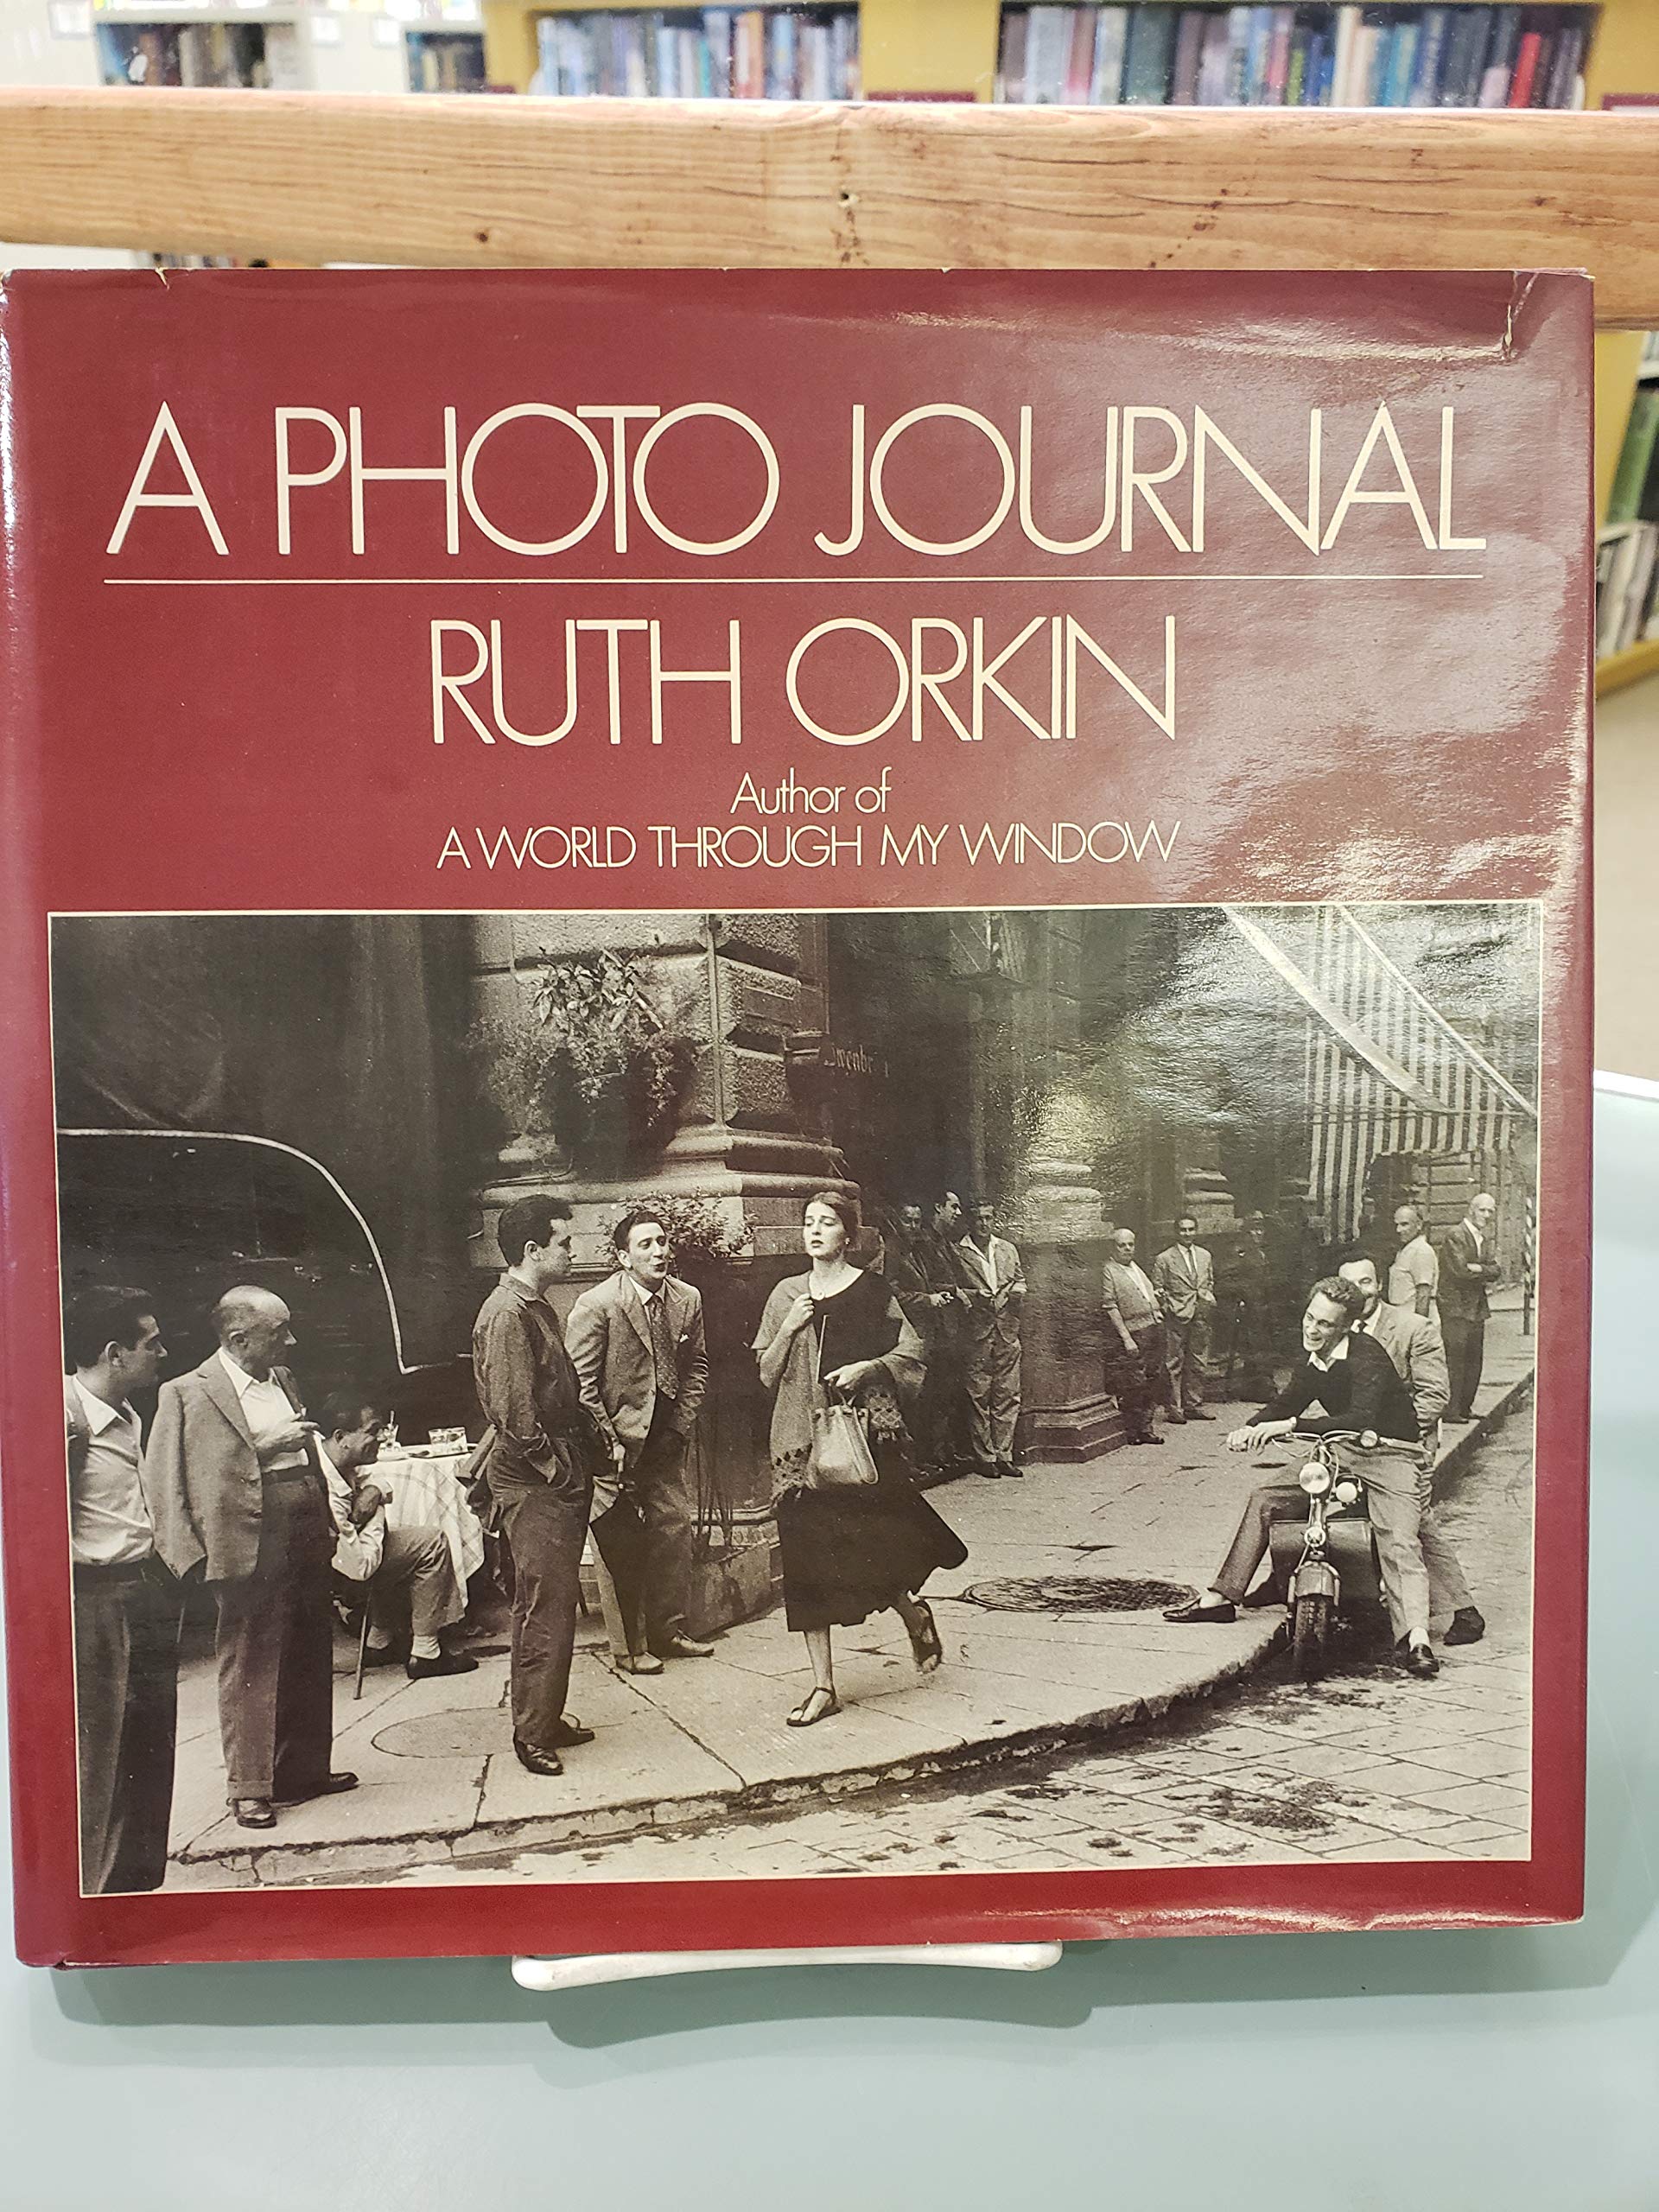 A PHOTO JOURNAL
RUTH ORKIN
Author of
A WORLD THROUGH MY WINDOW